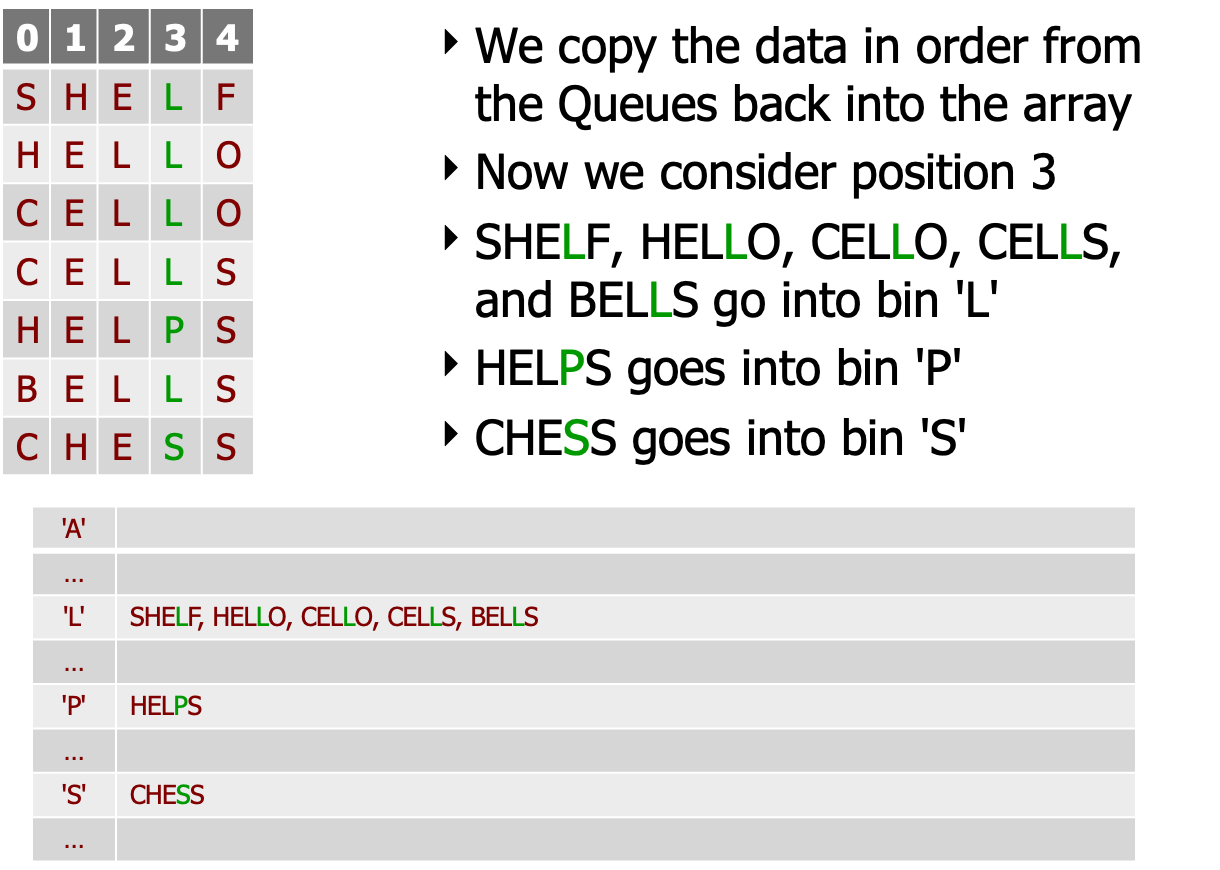 0 1 2 3 4
S H E L F
H E L L O
C E L L O
C E L L S
H E L P S
B E L L S
C H E S S
‣ We copy the data in order from
the Queues back into the array
‣ Now we consider position 3
‣ SHELF, HELLO, CELLO, CELLS,
and BELLS go into bin 'L'
‣ HELPS goes into bin 'P'
‣ CHESS goes into bin 'S'
'A'
...
'L' SHELF, HELLO, CELLO, CELLS, BELLS
...
'P' HELPS
...
'S' CHESS
...